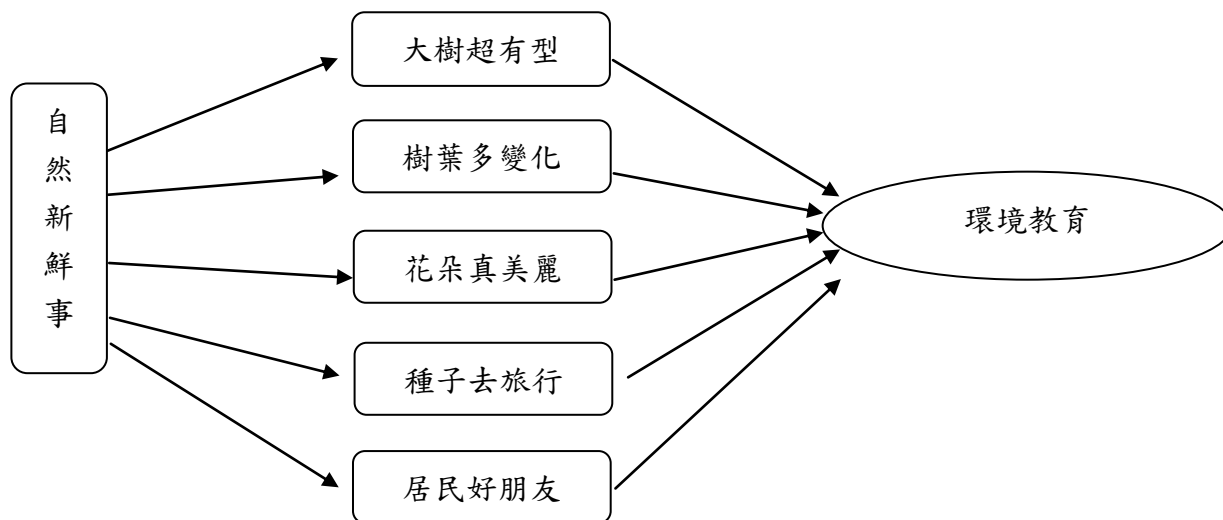 自然新鮮事
大樹超有型
樹葉多變化
花朵真美麗
種子去旅行
居民好朋友
環境教育